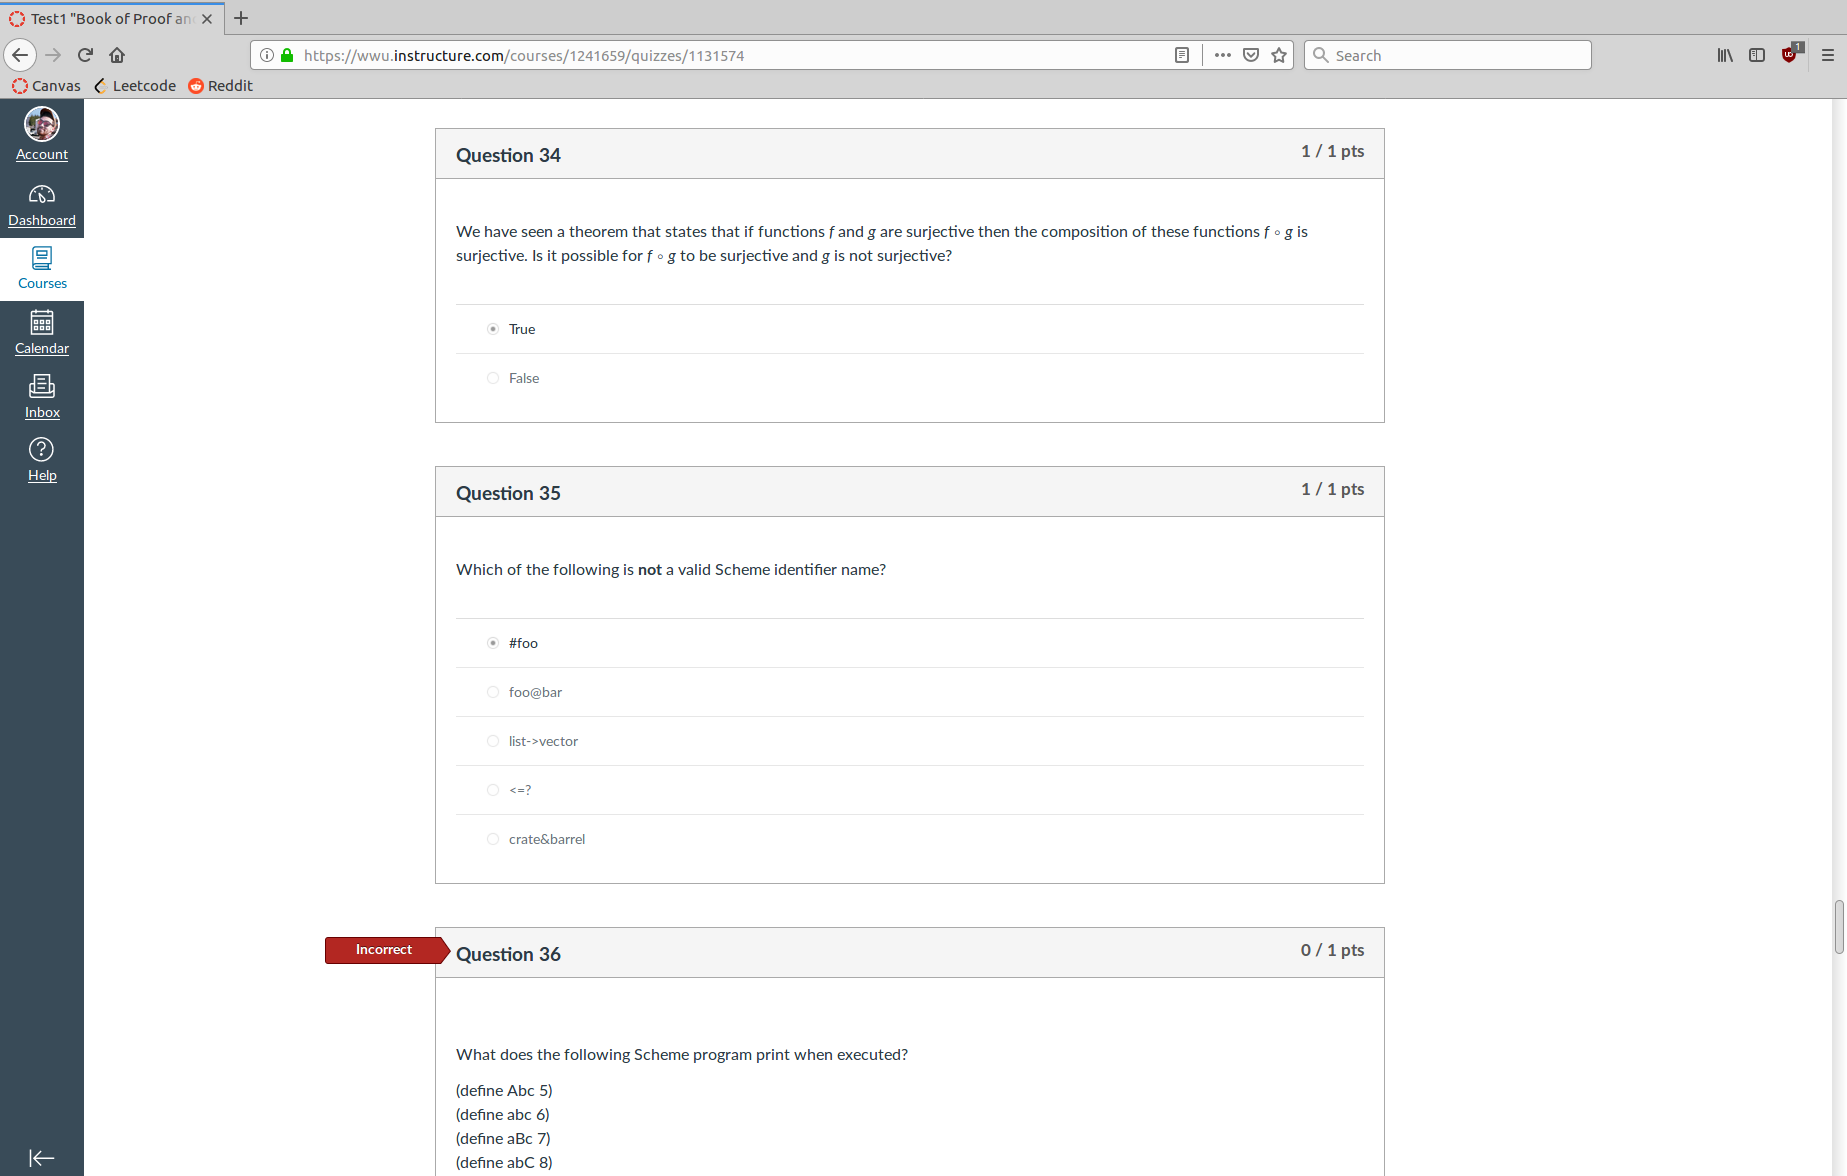 Test1 "Book of Proof an
https://wwu.instructure.com/courses/1241659/quizzes/1131574
Search
1
Canvas
Leetcode
Reddit
Account
Dashboard
Courses
Calendar
Inbox
Help
Question 34
1 / 1 pts
We have seen a theorem that states that if functions f and g are surjective then the composition of these functions f ∘ g is
surjective. Is it possible for f ∘ g to be surjective and g is not surjective?
True
False
Question 35
1 / 1 pts
Which of the following is not a valid Scheme identifier name?
#foo
foo@bar
list->vector
<=?
crate&barrel
Incorrect
Question 36
0 / 1 pts
What does the following Scheme program print when executed?
(define Abc 5)
(define abc 6)
(define aBc 7)
(define abC 8)